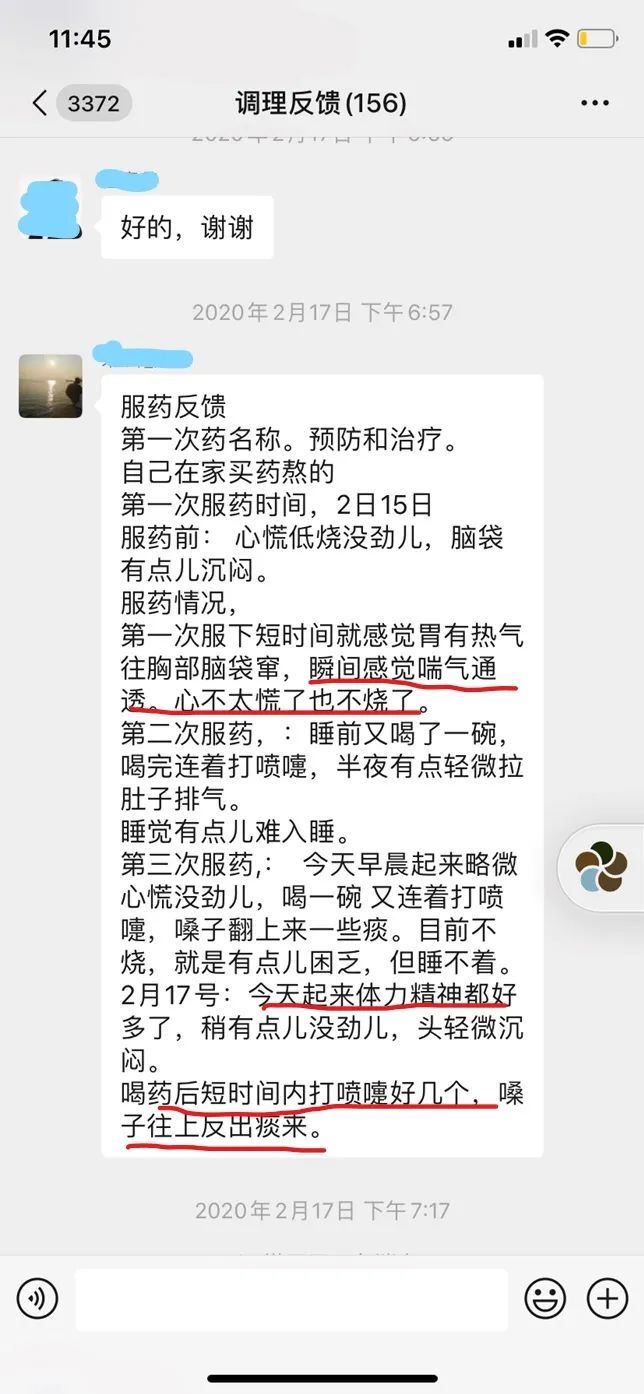 11:45
3372
调理反馈(156)
好的，谢谢
2020年2月17日 下午6:57
服药反馈
第一次药名称。预防和治疗。
自己在家买药熬的
第一次服药时间，2日15日
服药前： 心慌低烧没劲儿，脑袋
有点儿沉闷。
服药情况，
第一次服下短时间就感觉胃有热气
往胸部脑袋窜，瞬间感觉喘气通
透。心不太慌了也不烧了。
第二次服药，：睡前又喝了一碗，
喝完连着打喷嚏，半夜有点轻微拉
肚子排气。
睡觉有点儿难入睡。
第三次服药,： 今天早晨起来略微
心慌没劲儿，喝一碗 又连着打喷
嚏，嗓子翻上来一些痰。目前不
烧，就是有点儿困乏，但睡不着。
2月17号：今天起来体力精神都好
多了，稍有点儿没劲儿，头轻微沉
闷。
喝药后短时间内打喷嚏好几个，嗓
子往上反出痰来。
2020年2月17日 下午7:17